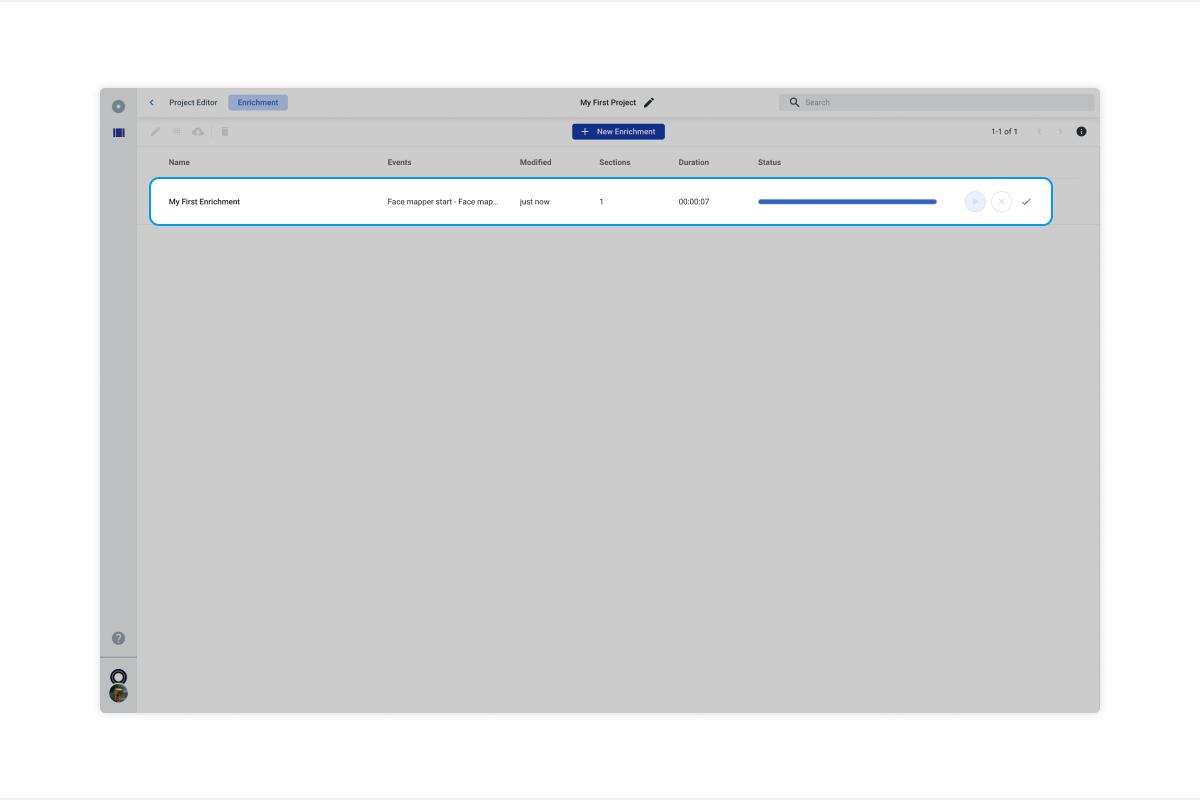 Project Editor Enrichment My First Project Search
New Enrichment 1-1 of 1
Name Events Modified Sections Duration Status
My First Enrichment Face mapper start - Face map... just now 1 00:00:07